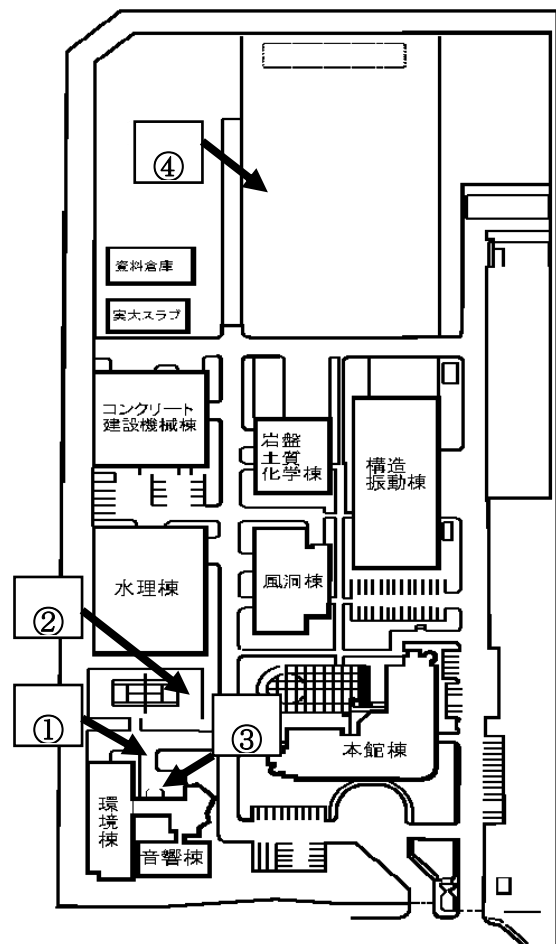 ④
資料倉庫
実大スラブ
コンクリート
建設機械棟
岩盤
土質
化学棟
構造
振動棟
水理棟
風洞棟
②
①
③
本館棟
環境棟
音響棟